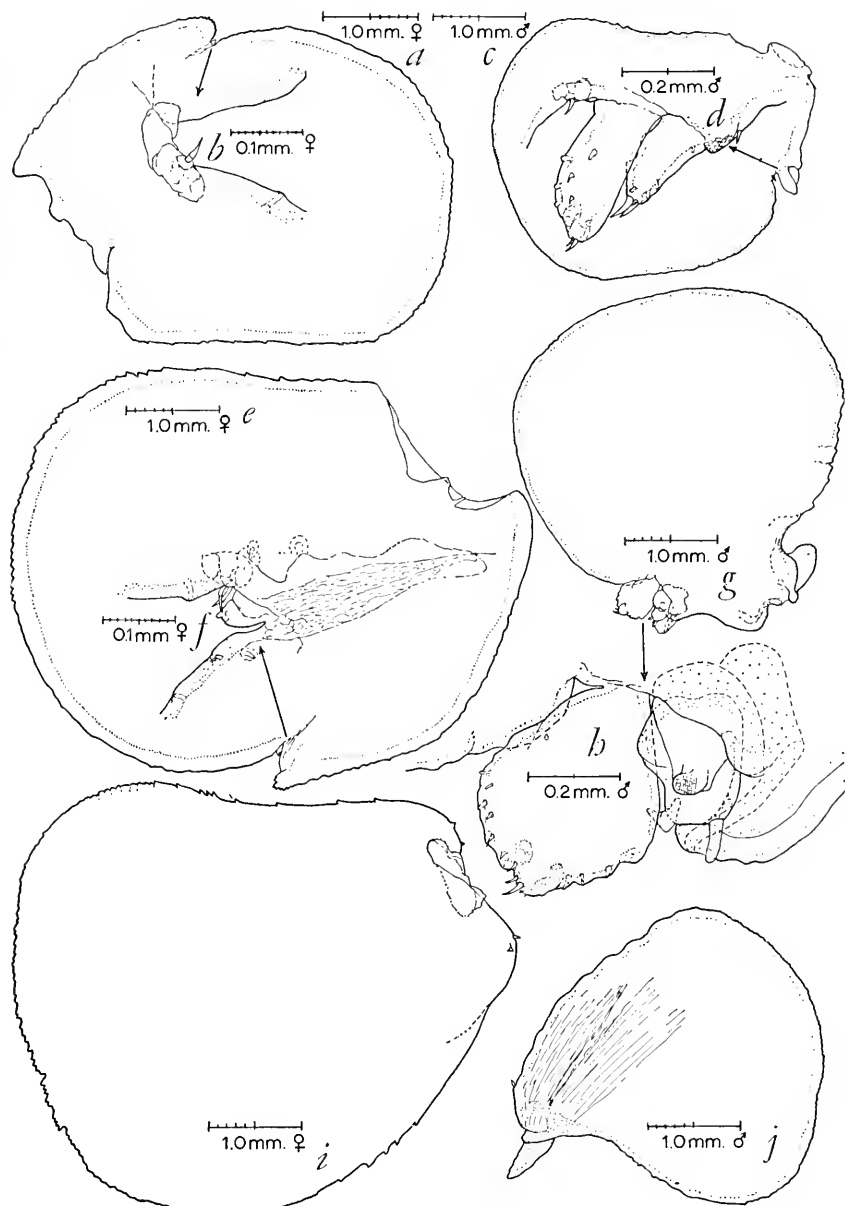 1.0 mm. ♀ a
c 1.0 mm. ♂
0.2 mm. ♂
d
b
0.1 mm. ♀
1.0 mm. ♀ e
0.1 mm ♀ f
1.0 mm. ♂
g
h
0.2 mm. ♂
1.0 mm. ♀ i
1.0 mm. ♂ j